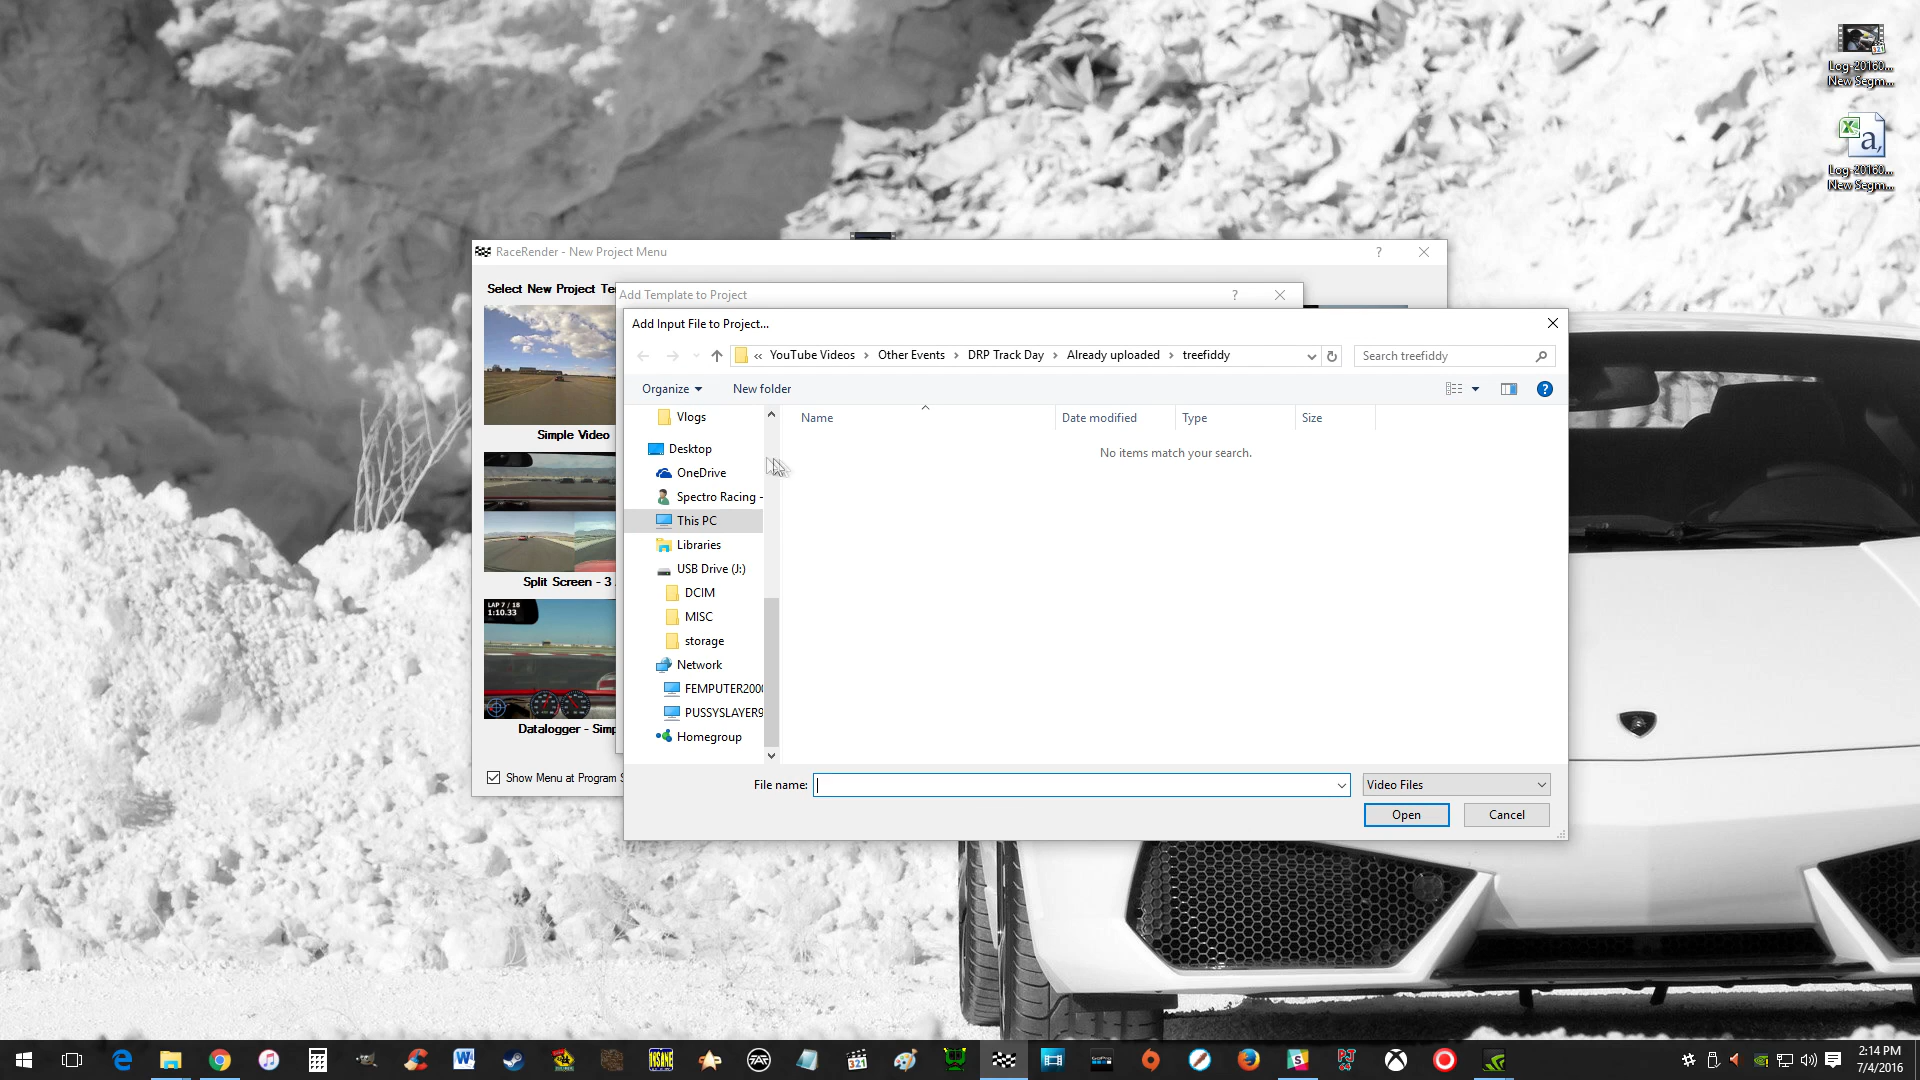 Log-20160...
New Segm...
Log-20160...
New Segm...
RaceRender - New Project Menu
?
Select New Project Te
Add Template to Project
?
Add Input File to Project...
« YouTube Videos › Other Events › DRP Track Day › Already uploaded › treefiddy
Search treefiddy
Organize
New folder
?
Vlogs
Desktop
OneDrive
Spectro Racing -
This PC
Libraries
USB Drive (J:)
DCIM
MISC
storage
Network
FEMPUTER2000
PUSSYSLAYER9
Homegroup
Name
Date modified
Type
Size
No items match your search.
Simple Video
Split Screen - 3
LAP 7 / 18
1:10.33
Datalogger - Simp
Show Menu at Program S
File name:
Video Files
Open
Cancel
INSANE
321
GoPro
2:14 PM
7/4/2016